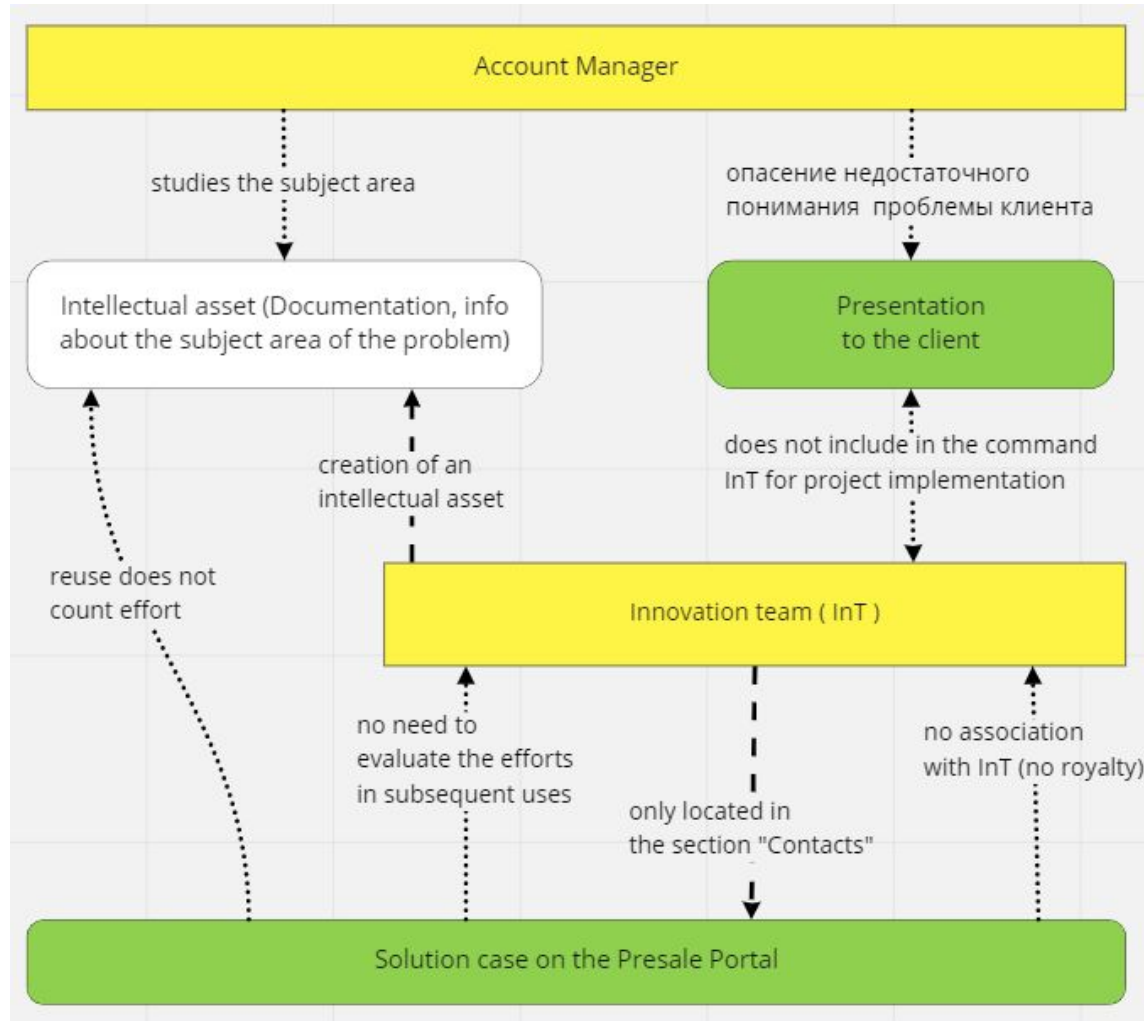 Account Manager
studies the subject area
опасение недостаточного
понимания проблемы клиента
Intellectual asset (Documentation, info
about the subject area of the problem)
Presentation
to the client
creation of an
intellectual asset
does not include in the command
InT for project implementation
reuse does not
count effort
Innovation team ( InT )
no need to
evaluate the efforts
in subsequent uses
only located in
the section "Contacts"
no association
with InT (no royalty)
Solution case on the Presale Portal